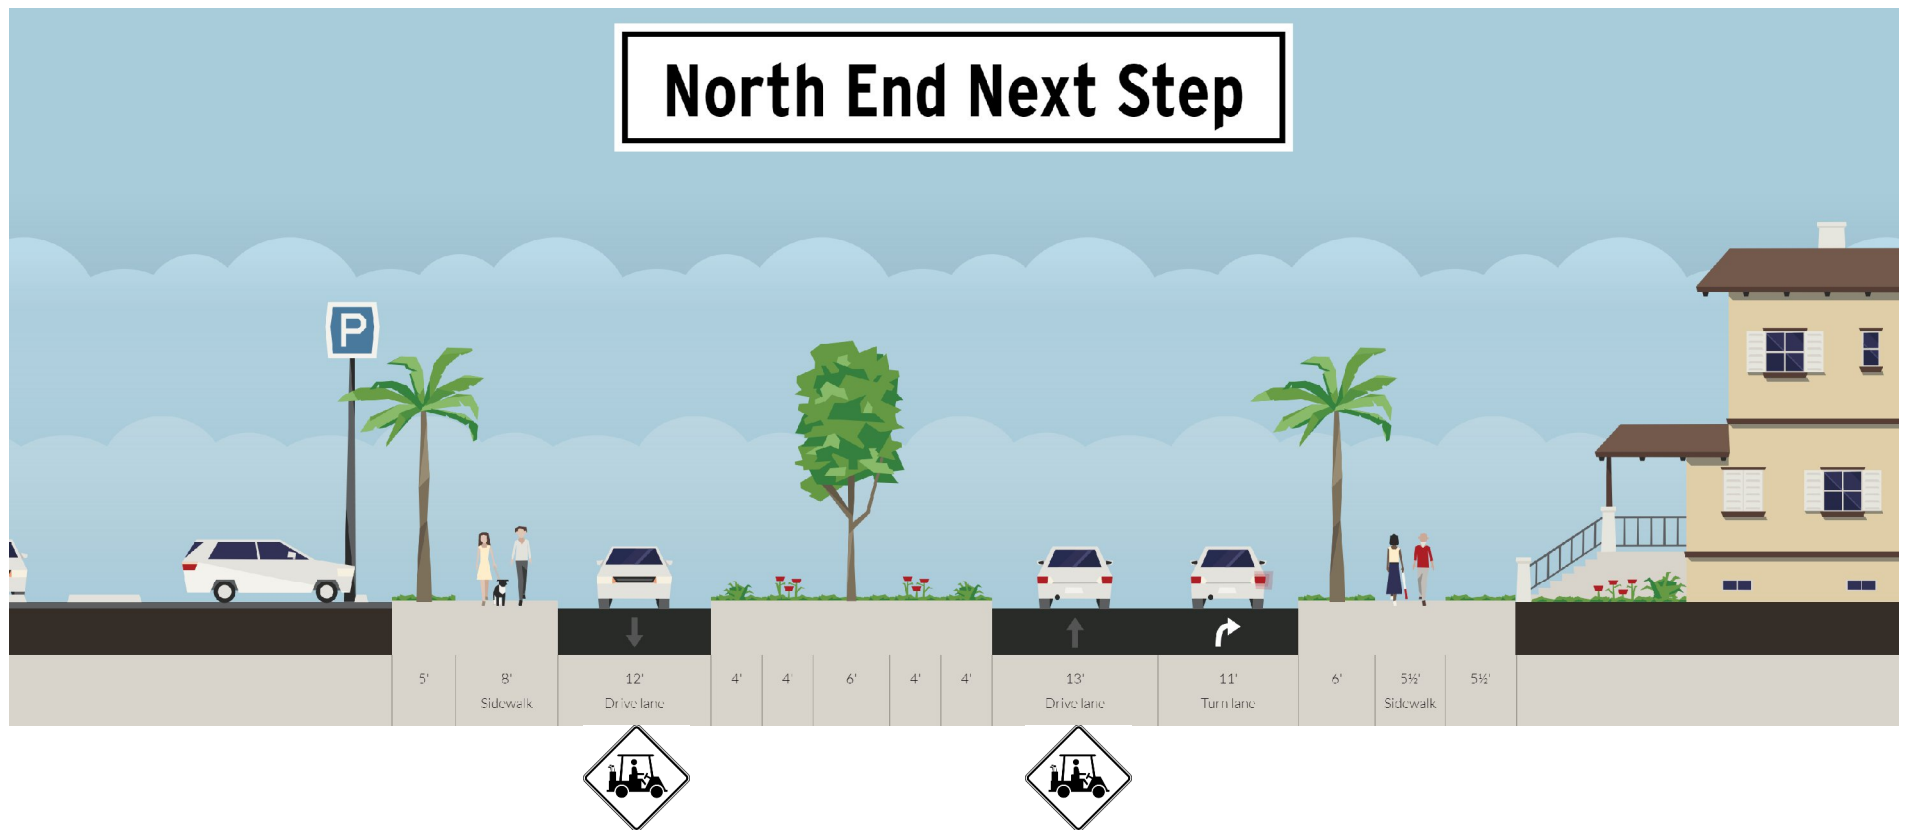 North End Next Step
P
5'
8'
Sidewalk
12'
Drive lane
4'
4'
6'
4'
4'
13'
Drive lane
11'
Turn lane
6'
5½'
Sidewalk
5½'